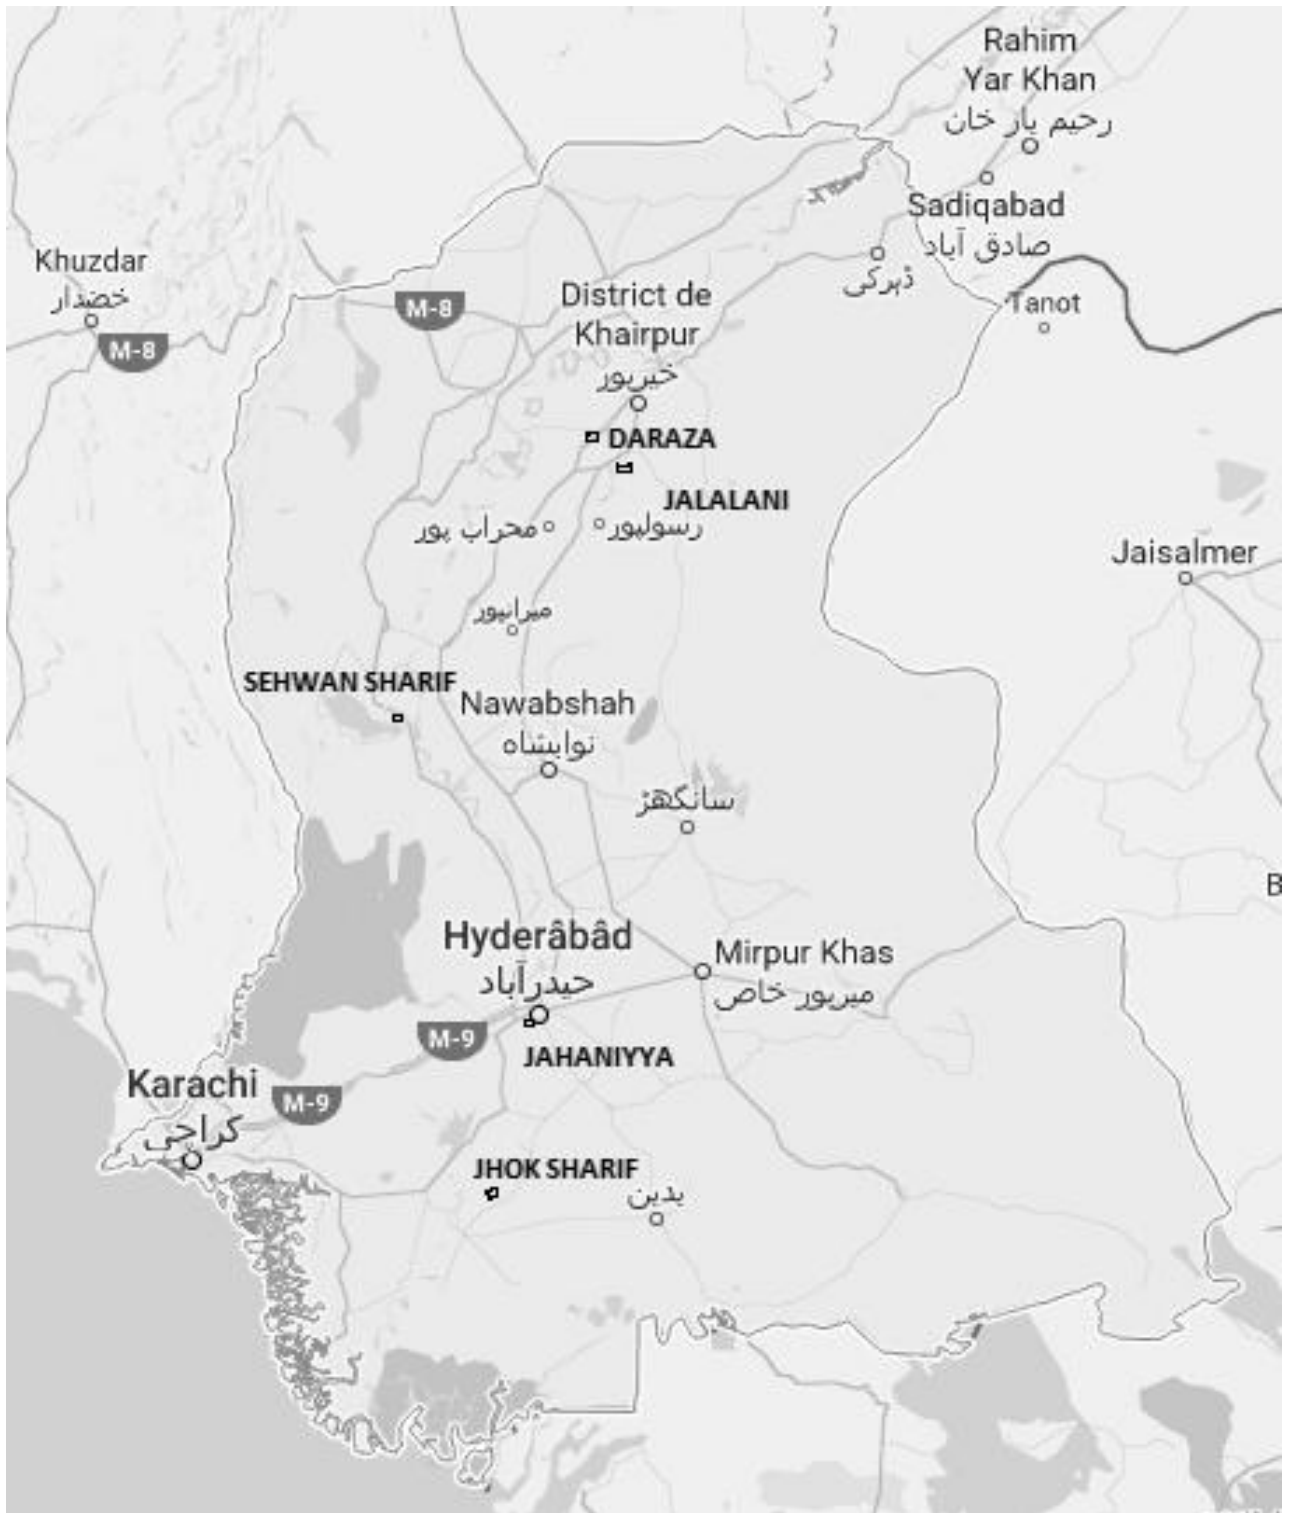 Rahim
Yar Khan
رحیم یار خان
Sadiqabad
صادق آباد
Khuzdar
خضدار
M-8
M-8
District de
Khairpur
خیرپور
ڈہرکی
Tanot
DARAZA
JALALANI
محراب پور
رسولپور
Jaisalmer
میرانپور
SEHWAN SHARIF
Nawabshah
نوابشاہ
سانگھڑ
B
Hyderâbâd
حیدرآباد
Mirpur Khas
میرپور خاص
M-9
JAHANIYYA
Karachi
کراچی
M-9
JHOK SHARIF
بدین